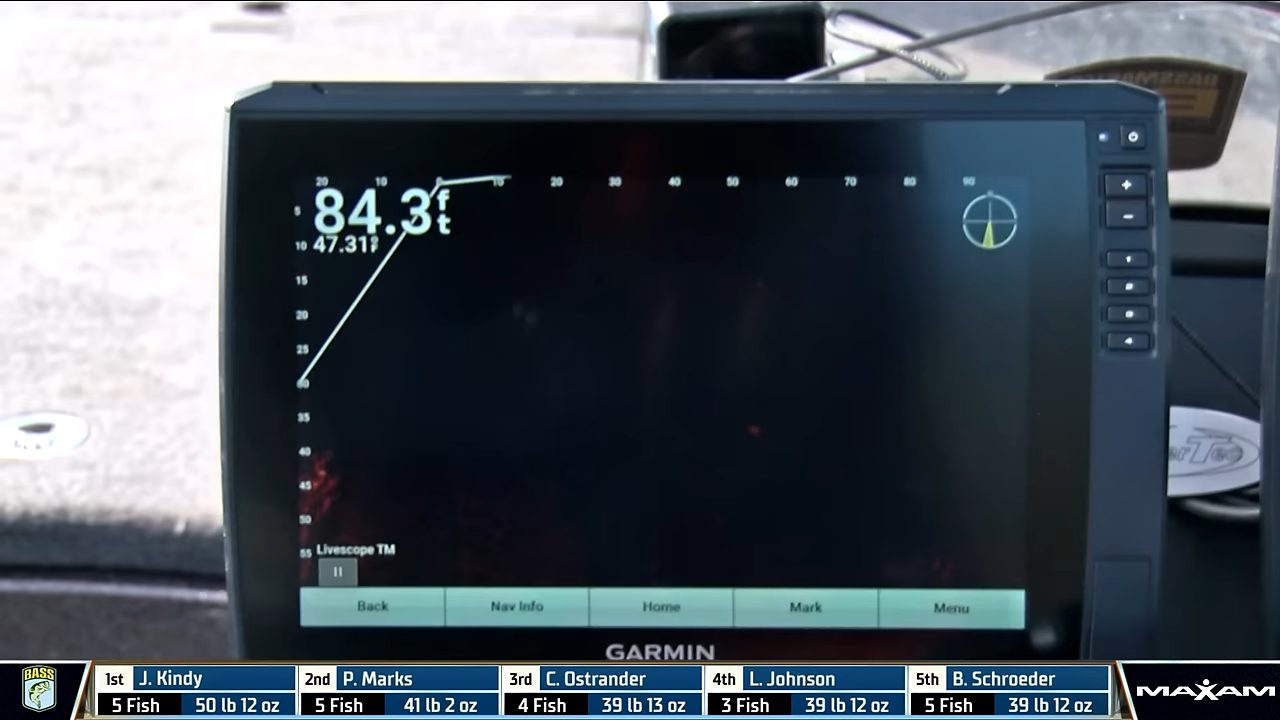 20 10 0 10 20 30 40 50 60 70 80 90
84.3 ft
47.31°F
5
10
15
20
25
30
35
40
45
50
55
Livescope TM
Back Nav Info Home Mark Menu
GARMIN
BASS
1st J. Kindy
5 Fish 50 lb 12 oz
2nd P. Marks
5 Fish 41 lb 2 oz
3rd C. Ostrander
4 Fish 39 lb 13 oz
4th L. Johnson
3 Fish 39 lb 12 oz
5th B. Schroeder
5 Fish 39 lb 12 oz
MAXAM